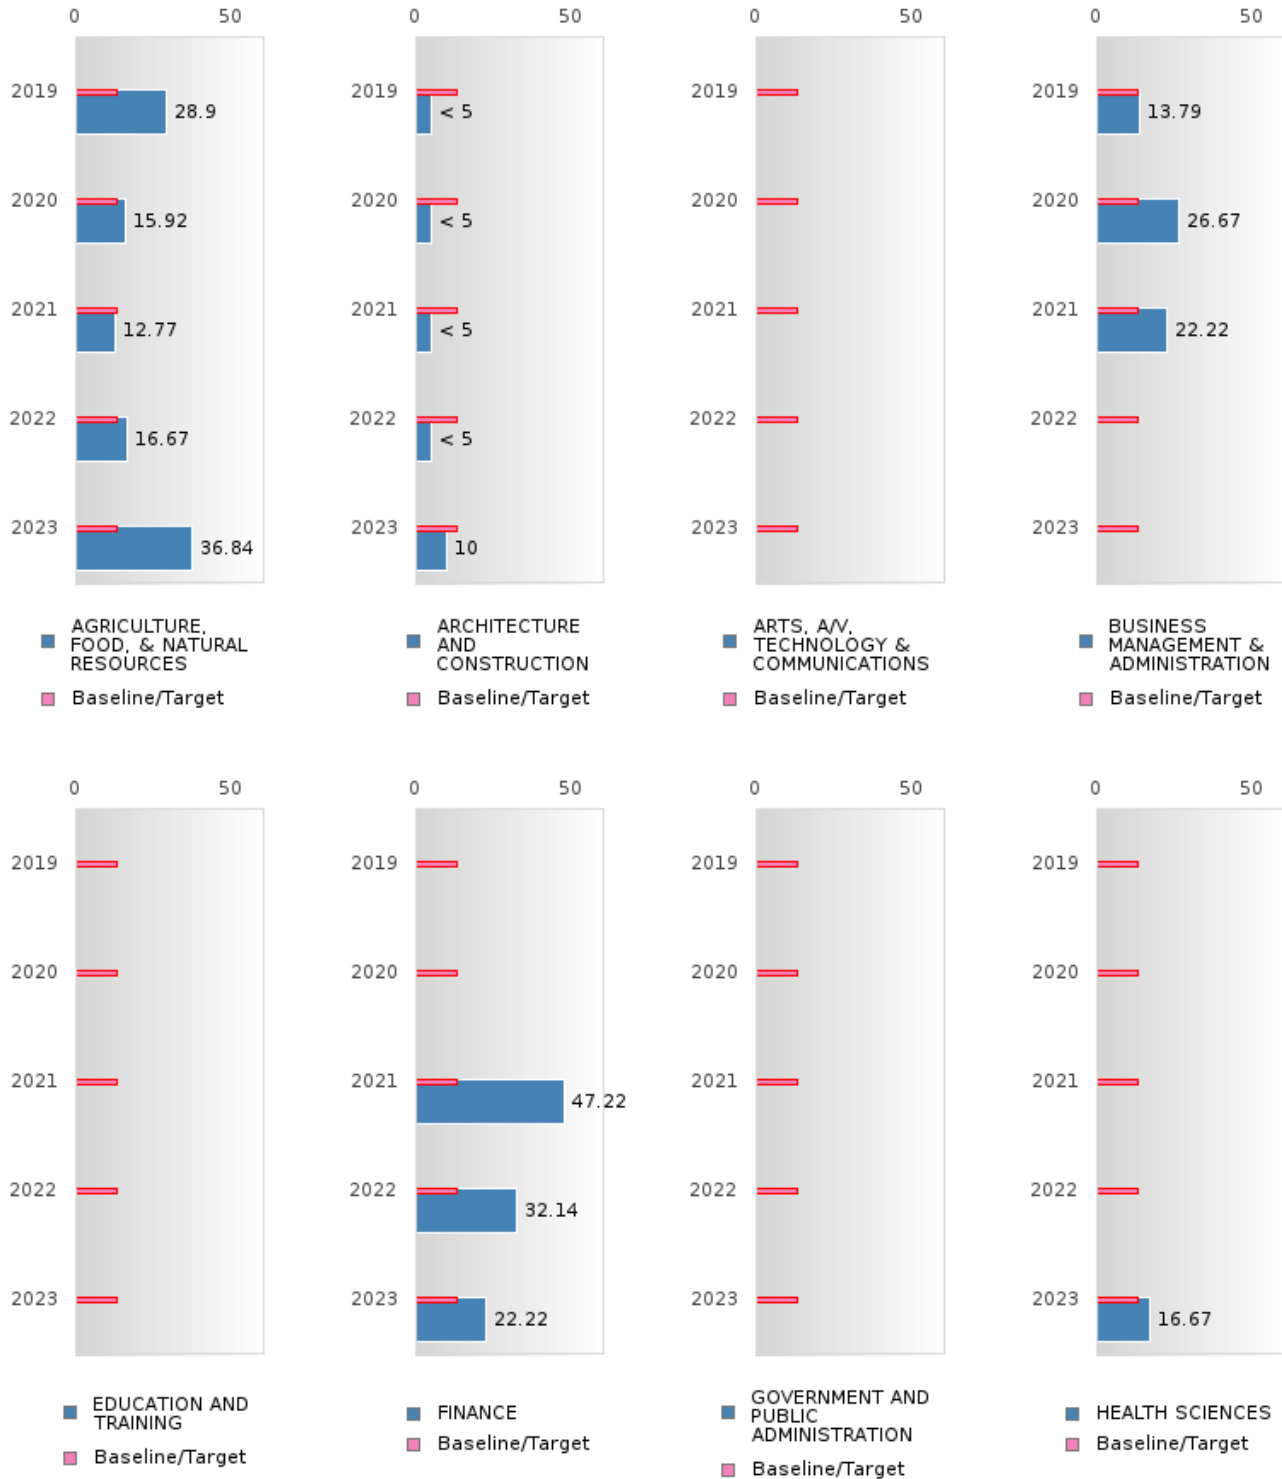 0 50 0 50 0 50 0 50
2019 28.9 2019 < 5 2019 2019 13.79
2020 15.92 2020 < 5 2020 2020 26.67
2021 12.77 2021 < 5 2021 2021 22.22
2022 16.67 2022 < 5 2022 2022
2023 36.84 2023 10 2023 2023
AGRICULTURE,
FOOD, & NATURAL
RESOURCES
Baseline/Target
ARCHITECTURE
AND
CONSTRUCTION
Baseline/Target
ARTS, A/V,
TECHNOLOGY &
COMMUNICATIONS
Baseline/Target
BUSINESS
MANAGEMENT &
ADMINISTRATION
Baseline/Target
0 50 0 50 0 50 0 50
2019 2019 2019 2019
2020 2020 2020 2020
2021 2021 47.22 2021 2021
2022 2022 32.14 2022 2022
2023 2023 22.22 2023 2023 16.67
EDUCATION AND
TRAINING
Baseline/Target
FINANCE
Baseline/Target
GOVERNMENT AND
PUBLIC
ADMINISTRATION
Baseline/Target
HEALTH SCIENCES
Baseline/Target